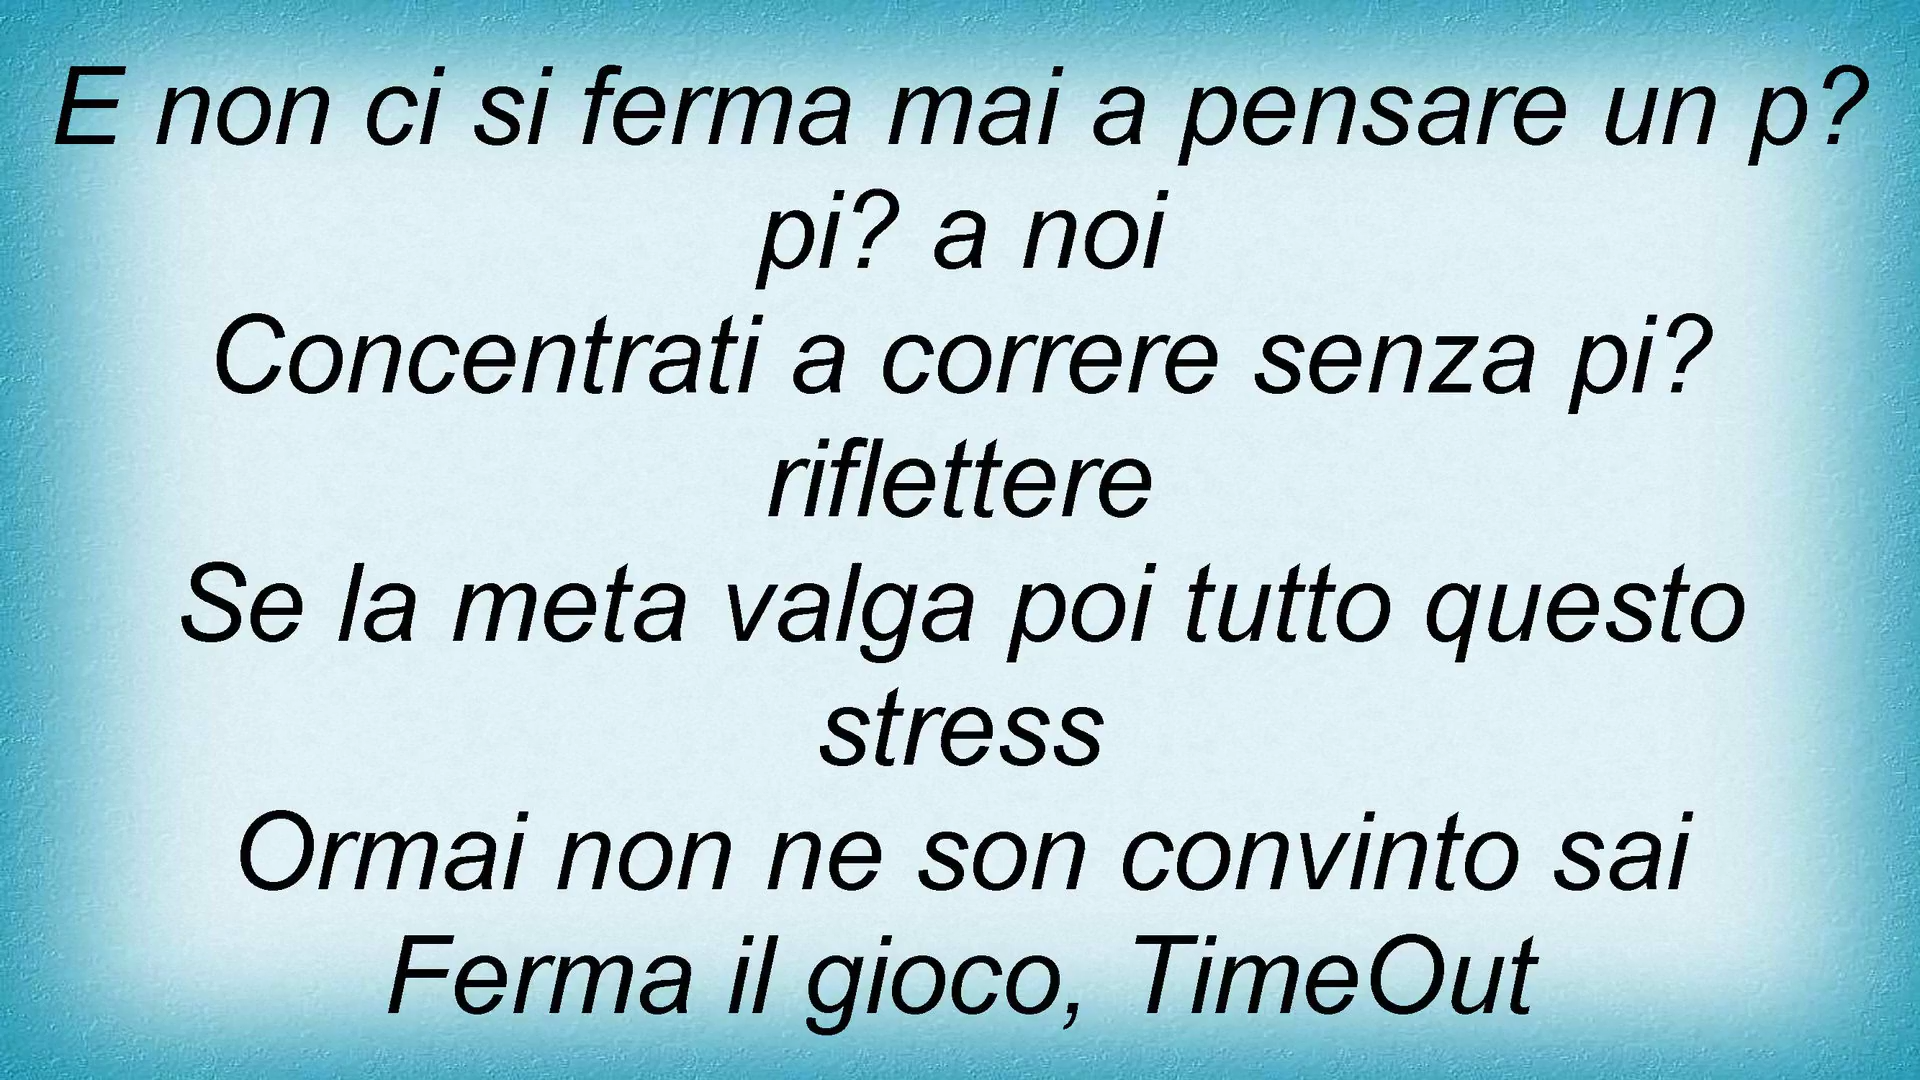 E non ci si ferma mai a pensare un p?
pi? a noi
Concentrati a correre senza pi?
riflettere
Se la meta valga poi tutto questo
stress
Ormai non ne son convinto sai
Ferma il gioco, TimeOut